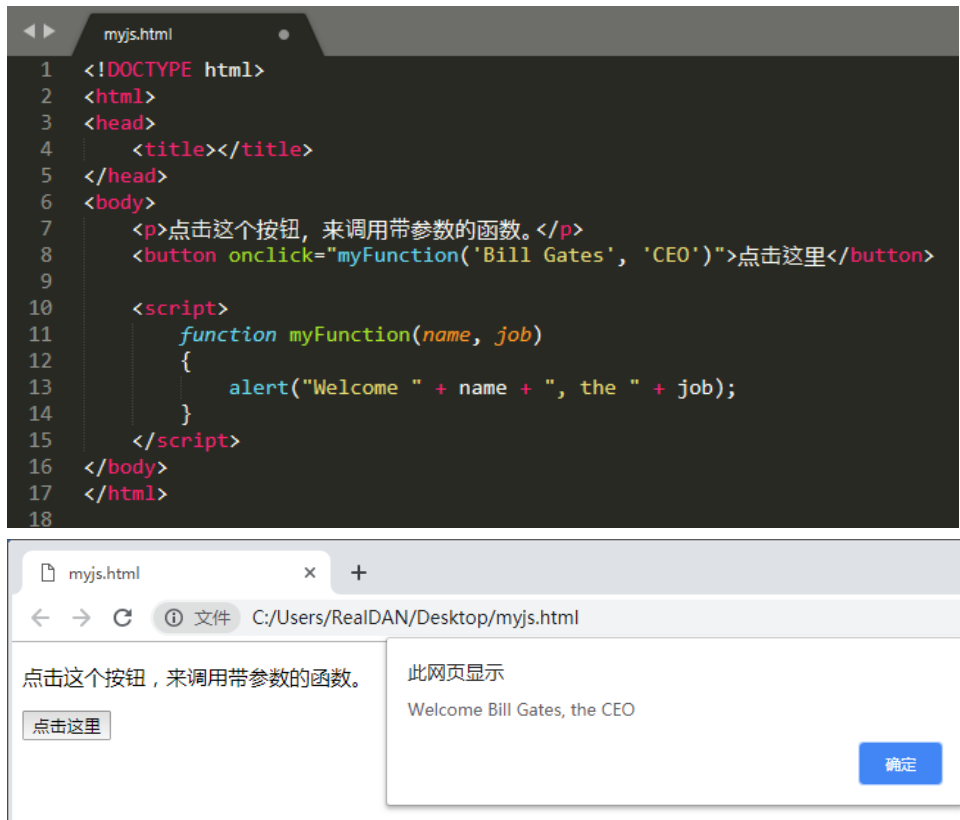 myjs.html
1 <!DOCTYPE html>
2 <html>
3 <head>
4 <title></title>
5 </head>
6 <body>
7 <p>点击这个按钮，来调用带参数的函数。</p>
8 <button onclick="myFunction('Bill Gates', 'CEO')">点击这里</button>
9
10 <script>
11 function myFunction(name, job)
12 {
13 alert("Welcome " + name + ", the " + job);
14 }
15 </script>
16 </body>
17 </html>
18
myjs.html
文件 C:/Users/RealDAN/Desktop/myjs.html
点击这个按钮，来调用带参数的函数。
点击这里
此网页显示
Welcome Bill Gates, the CEO
确定